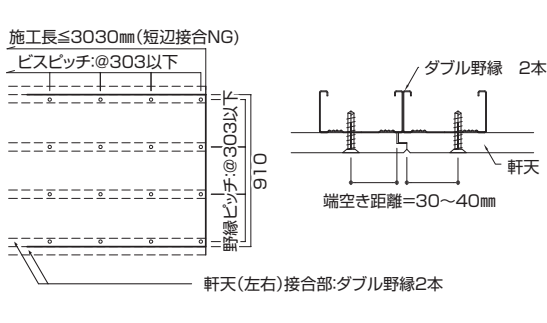 施工長≦3030㎜(短辺接合NG)
ビスピッチ:@303以下
野縁ピッチ:@303以下
910
軒天(左右)接合部:ダブル野縁2本
ダブル野縁 2本
軒天
端空き距離=30〜40㎜